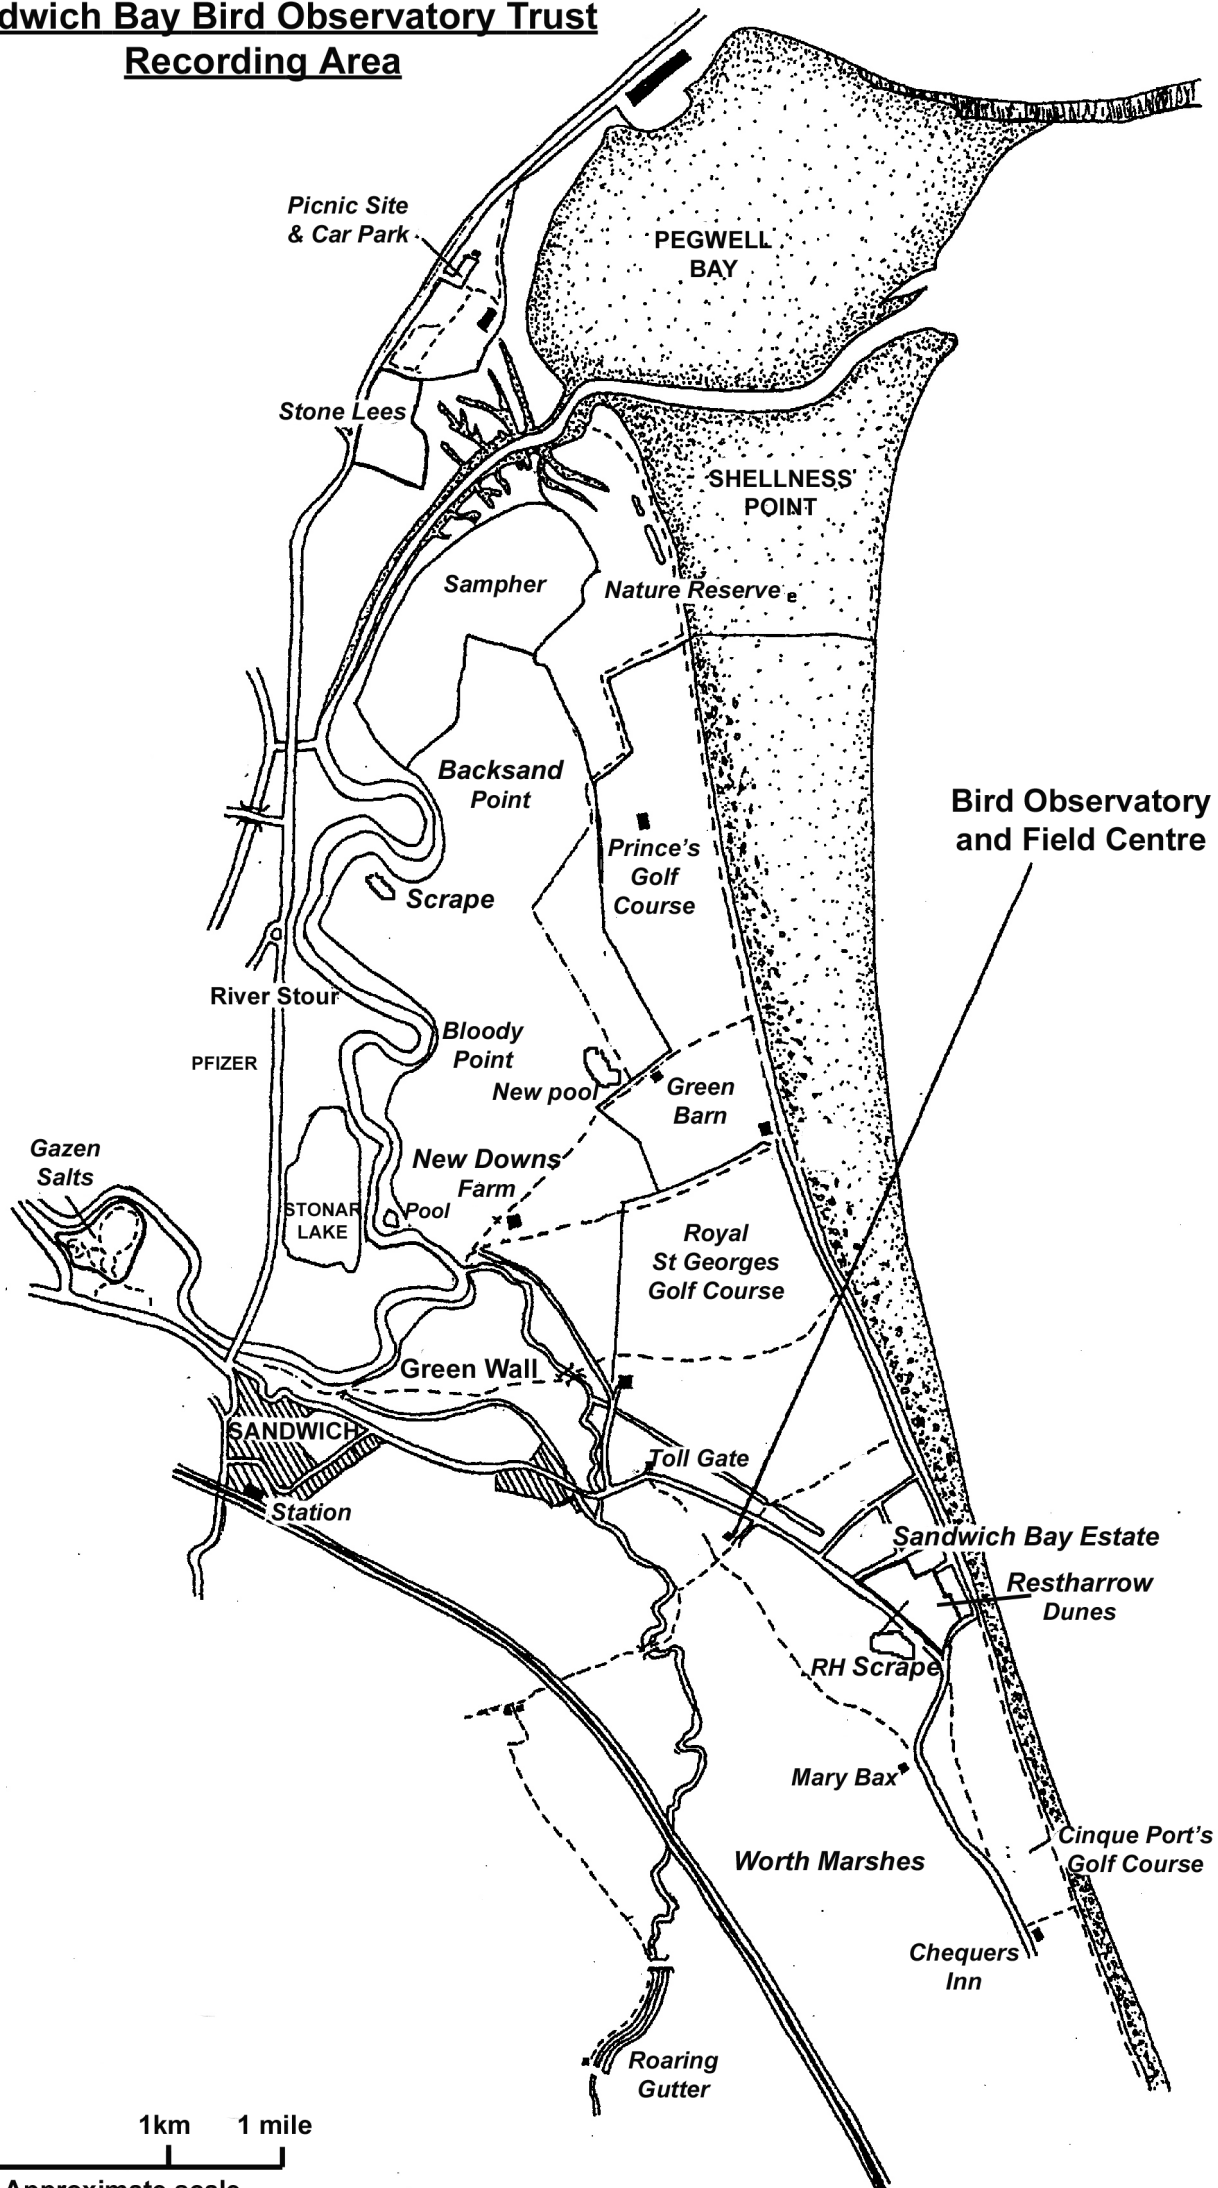 dwich Bay Bird Observatory Trust
Recording Area
Picnic Site
& Car Park
PEGWELL
BAY
Stone Lees
SHELLNESS
POINT
Sampher
Nature Reserve e
Backsand
Point
Bird Observatory
and Field Centre
Prince's
Golf
Course
Scrape
River Stour
Bloody
Point
PFIZER
New pool
Green
Barn
Gazen
Salts
New Downs
Farm
STONAR
LAKE
Pool
Royal
St Georges
Golf Course
Green Wall
SANDWICH
Toll Gate
Station
Sandwich Bay Estate
Restharrow
Dunes
RH Scrape
Mary Bax
Cinque Port's
Golf Course
Worth Marshes
Chequers
Inn
Roaring
Gutter
1km 1 mile
Approximate scale